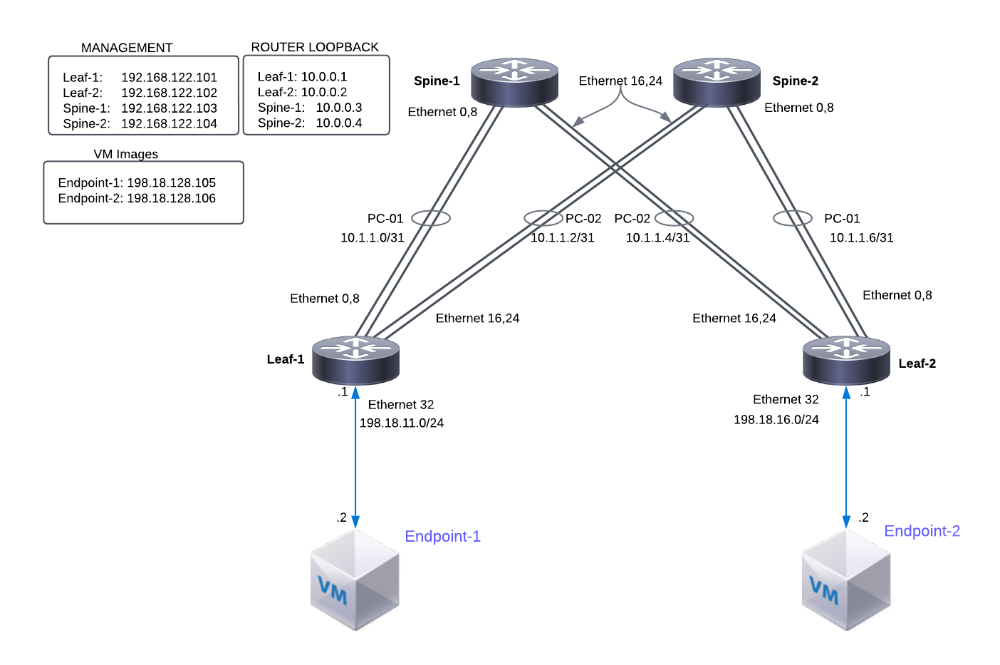 MANAGEMENT
Leaf-1: 192.168.122.101
Leaf-2: 192.168.122.102
Spine-1: 192.168.122.103
Spine-2: 192.168.122.104
ROUTER LOOPBACK
Leaf-1: 10.0.0.1
Leaf-2: 10.0.0.2
Spine-1: 10.0.0.3
Spine-2: 10.0.0.4
VM Images
Endpoint-1: 198.18.128.105
Endpoint-2: 198.18.128.106
Spine-1
Ethernet 16,24
Spine-2
Ethernet 0,8
Ethernet 0,8
PC-01
10.1.1.0/31
PC-02
10.1.1.2/31
PC-02
10.1.1.4/31
PC-01
10.1.1.6/31
Ethernet 0,8
Ethernet 16,24
Ethernet 16,24
Ethernet 0,8
Leaf-1
Leaf-2
.1
Ethernet 32
198.18.11.0/24
.1
Ethernet 32
198.18.16.0/24
.2
Endpoint-1
.2
Endpoint-2
VM
VM